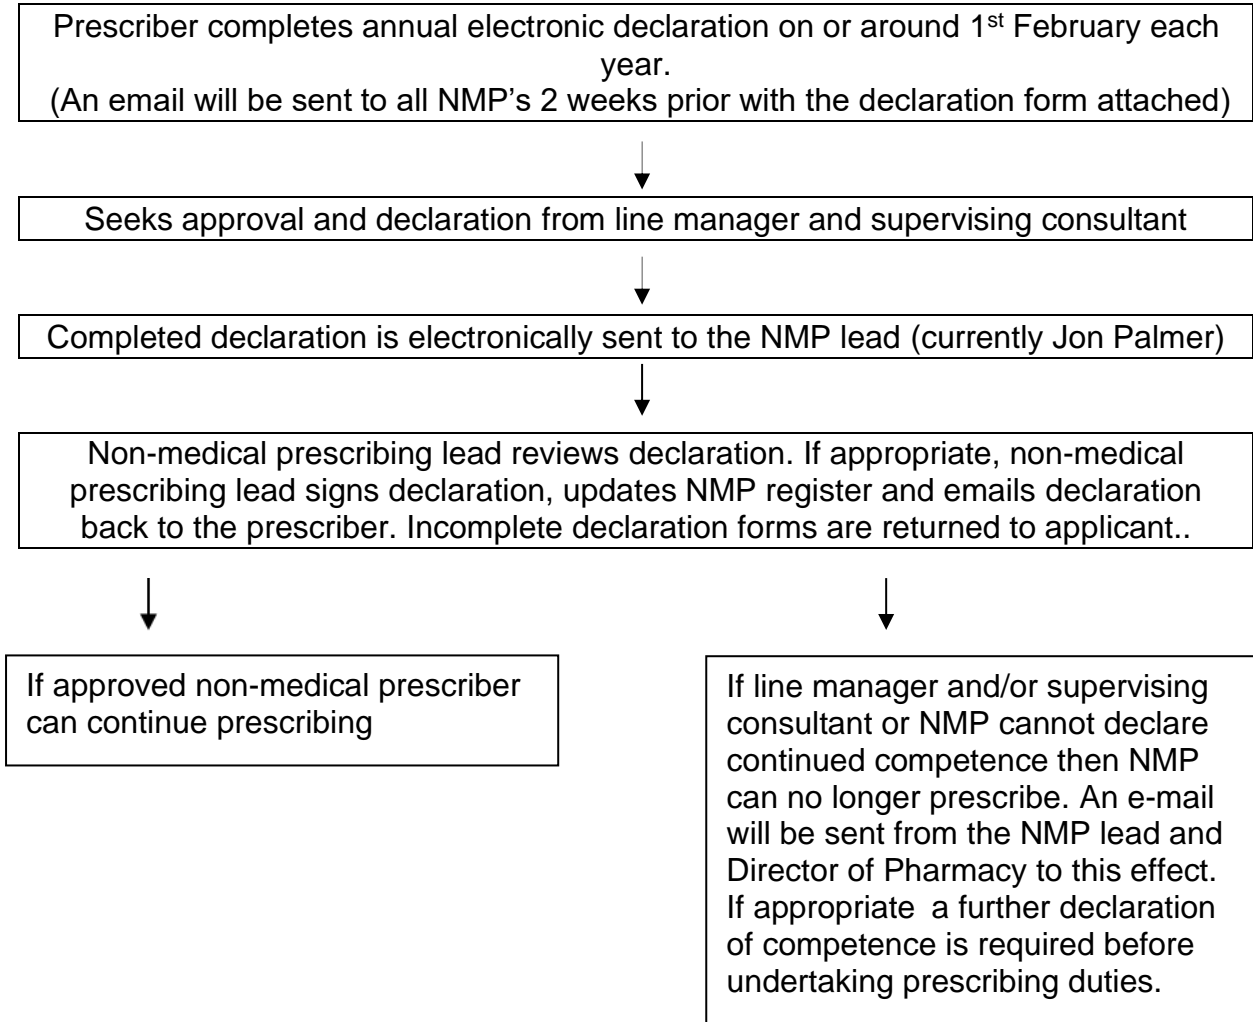 Prescriber completes annual electronic declaration on or around 1st February each
year.
(An email will be sent to all NMP's 2 weeks prior with the declaration form attached)
Seeks approval and declaration from line manager and supervising consultant
Completed declaration is electronically sent to the NMP lead (currently Jon Palmer)
Non-medical prescribing lead reviews declaration. If appropriate, non-medical
prescribing lead signs declaration, updates NMP register and emails declaration
back to the prescriber. Incomplete declaration forms are returned to applicant..
If approved non-medical prescriber
can continue prescribing
If line manager and/or supervising
consultant or NMP cannot declare
continued competence then NMP
can no longer prescribe. An e-mail
will be sent from the NMP lead and
Director of Pharmacy to this effect.
If appropriate  a further declaration
of competence is required before
undertaking prescribing duties.